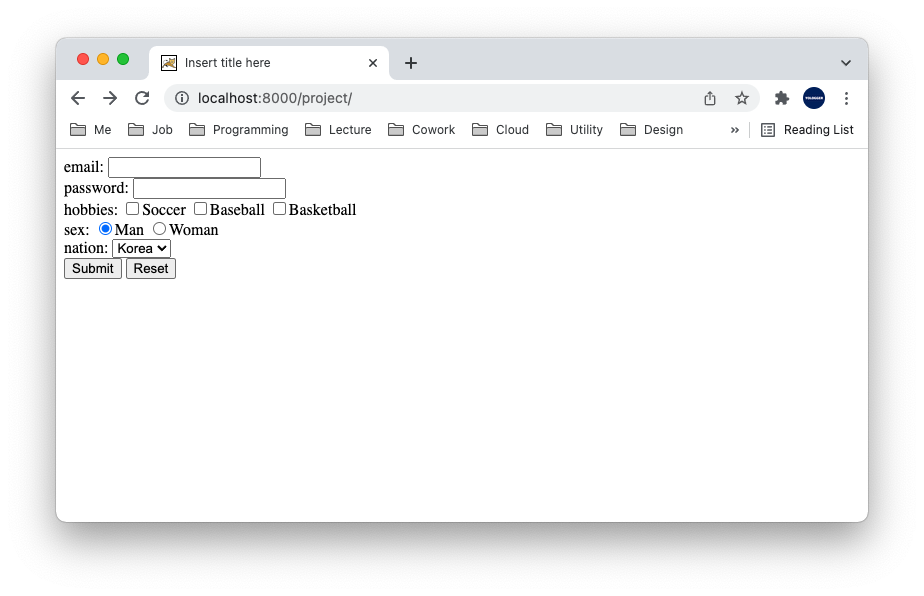 Insert title here
localhost:8000/project/
Me Job Programming Lecture Cowork Cloud Utility Design » Reading List
email:
password:
hobbies: Soccer Baseball Basketball
sex: Man Woman
nation: Korea
Submit Reset